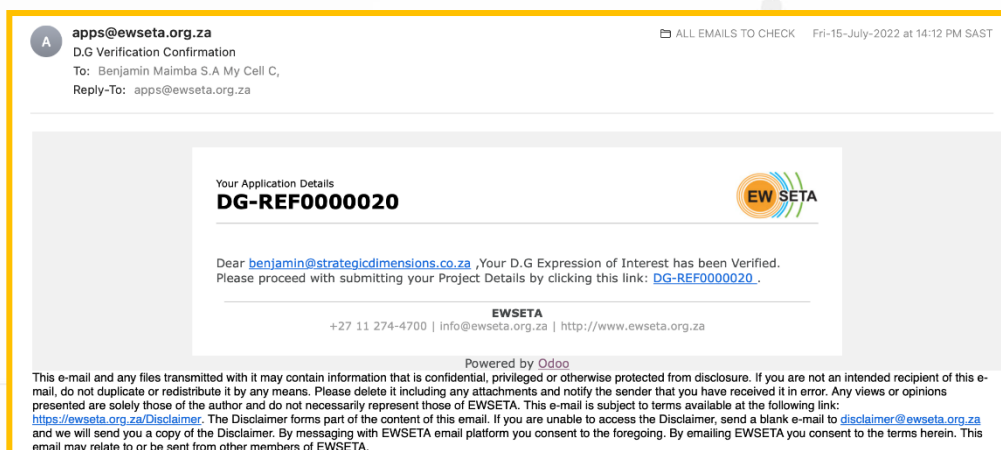 A
apps@ewseta.org.za
ALL EMAILS TO CHECK Fri-15-July-2022 at 14:12 PM SAST
D.G Verification Confirmation
To: Benjamin Maimba S.A My Cell C,
Reply-To: apps@ewseta.org.za
Your Application Details
DG-REF0000020
EW SETA
Dear benjamin@strategicdimensions.co.za ,Your D.G Expression of Interest has been Verified.
Please proceed with submitting your Project Details by clicking this link: DG-REF0000020 .
EWSETA
+27 11 274-4700 | info@ewseta.org.za | http://www.ewseta.org.za
Powered by Odoo
This e-mail and any files transmitted with it may contain information that is confidential, privileged or otherwise protected from disclosure. If you are not an intended recipient of this e-
mail, do not duplicate or redistribute it by any means. Please delete it including any attachments and notify the sender that you have received it in error. Any views or opinions
presented are solely those of the author and do not necessarily represent those of EWSETA. This e-mail is subject to terms available at the following link:
https://ewseta.org.za/Disclaimer. The Disclaimer forms part of the content of this email. If you are unable to access the Disclaimer, send a blank e-mail to disclaimer@ewseta.org.za
and we will send you a copy of the Disclaimer. By messaging with EWSETA email platform you consent to the foregoing. By emailing EWSETA you consent to the terms herein. This
email may relate to or be sent from other members of EWSETA.